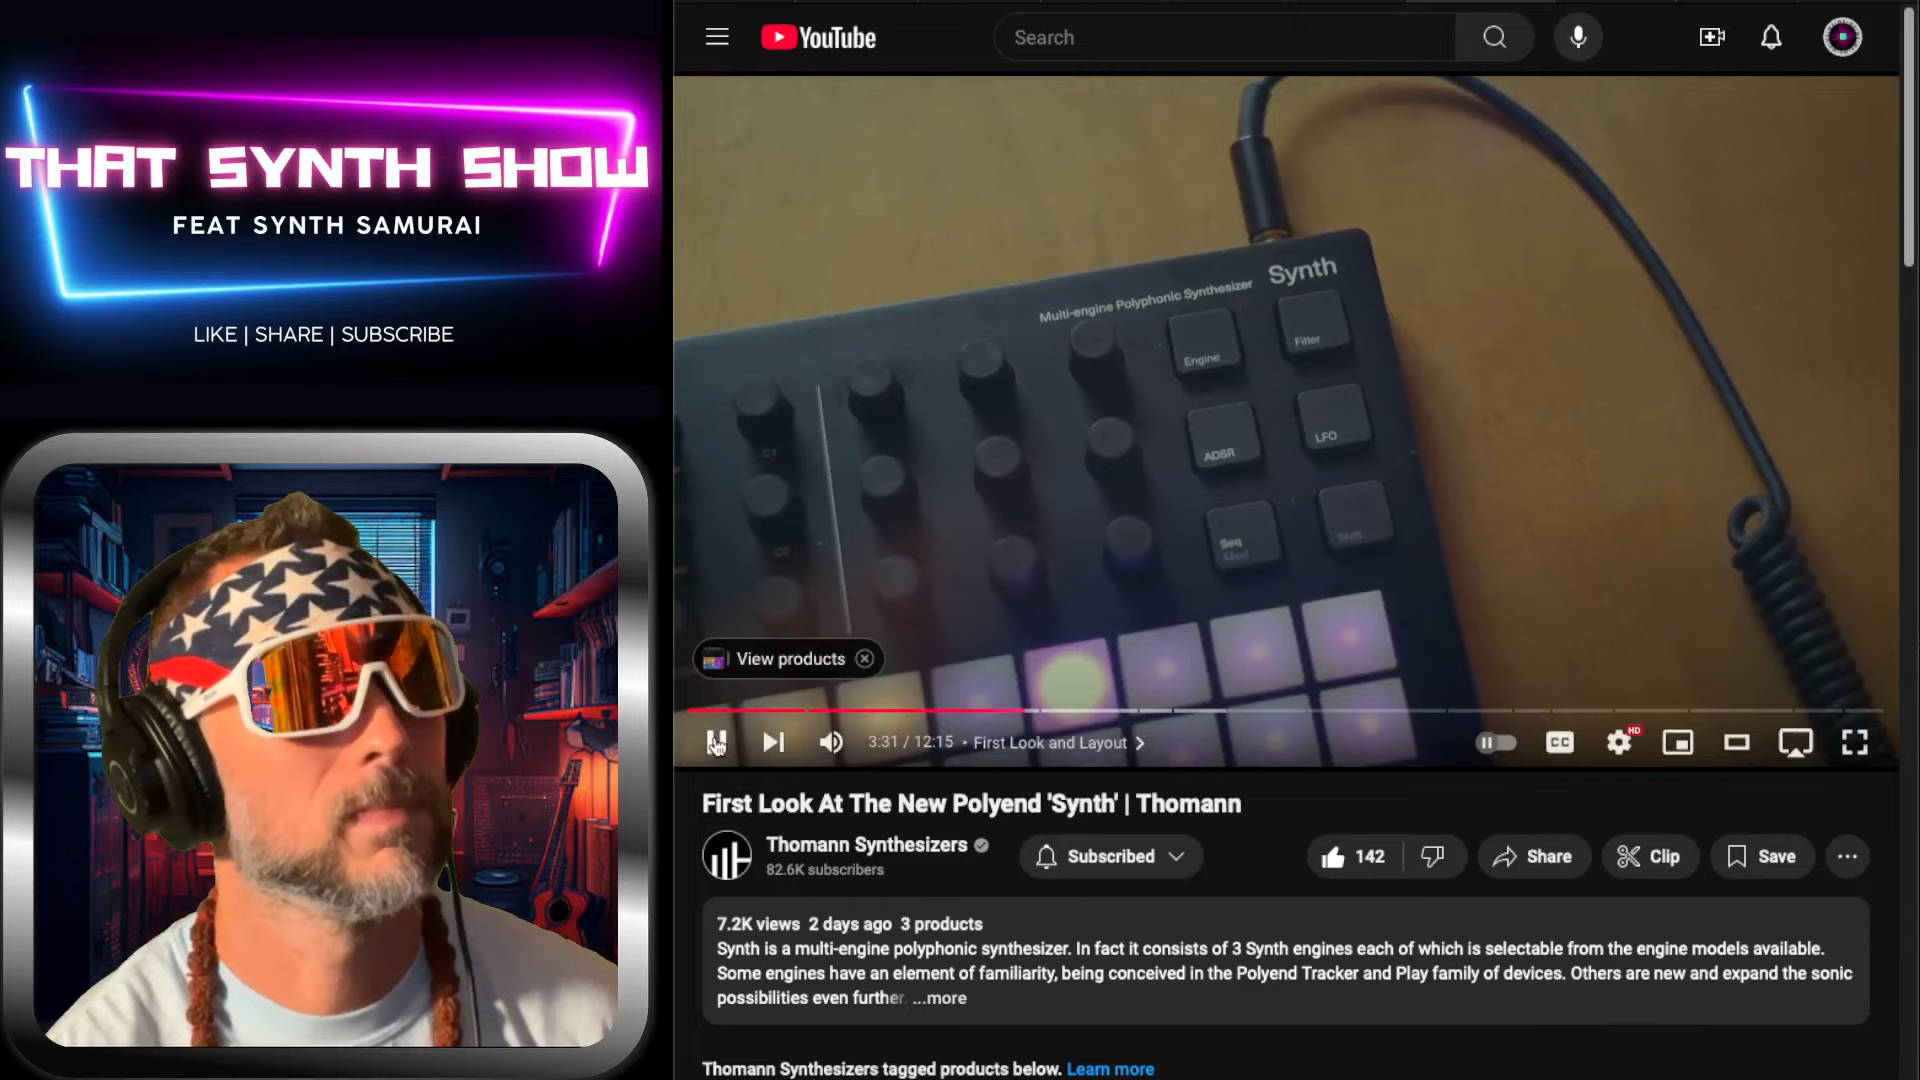 THAT SYNTH SHOW
FEAT SYNTH SAMURAI
LIKE | SHARE | SUBSCRIBE
YouTube
Search
Synth
Multi-engine Polyphonic Synthesizer
Engine
Filter
ADSR
LFO
Seq
Mod
Shift
View products
3:31 / 12:15 • First Look and Layout
CC
HD
First Look At The New Polyend 'Synth' | Thomann
Thomann Synthesizers
82.6K subscribers
Subscribed
142
Share
Clip
Save
7.2K views 2 days ago 3 products
Synth is a multi-engine polyphonic synthesizer. In fact it consists of 3 Synth engines each of which is selectable from the engine models available.
Some engines have an element of familiarity, being conceived in the Polyend Tracker and Play family of devices. Others are new and expand the sonic
possibilities even further. ...more
Thomann Synthesizers tagged products below. Learn more